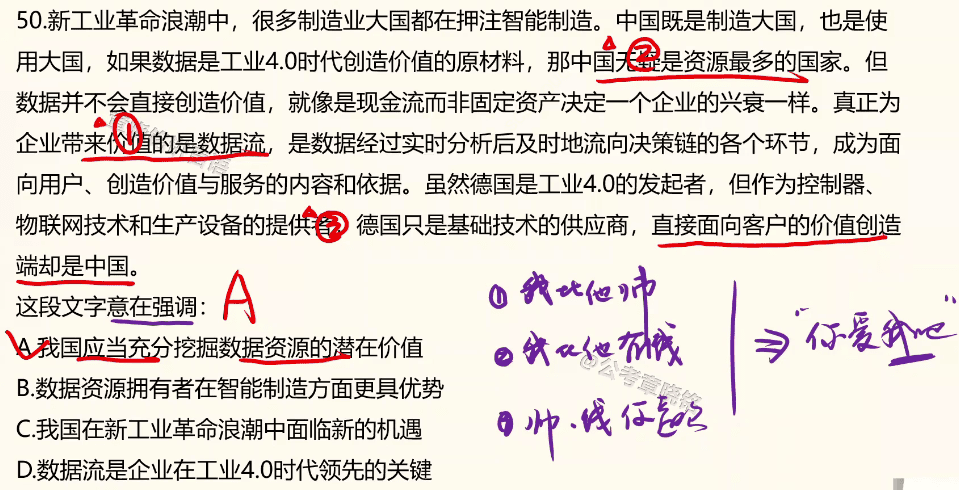 50.新工业革命浪潮中，很多制造业大国都在押注智能制造。中国既是制造大国，也是使
用大国，如果数据是工业4.0时代创造价值的原材料，那中国无疑是资源最多的国家。但
②
数据并不会直接创造价值，就像是现金流而非固定资产决定一个企业的兴衰一样。真正为
企业带来价值的是数据流，是数据经过实时分析后及时地流向决策链的各个环节，成为面
①
向用户、创造价值与服务的内容和依据。虽然德国是工业4.0的发起者，但作为控制器、
物联网技术和生产设备的提供者，德国只是基础技术的供应商，直接面向客户的价值创造
③
端却是中国。
这段文字意在强调：
A
A.我国应当充分挖掘数据资源的潜在价值
B.数据资源拥有者在智能制造方面更具优势
C.我国在新工业革命浪潮中面临新的机遇
D.数据流是企业在工业4.0时代领先的关键
① 我比他帅
② 我比他有钱
③ 帅、钱你
⇒ “你爱我吧”
@公考章晓铭